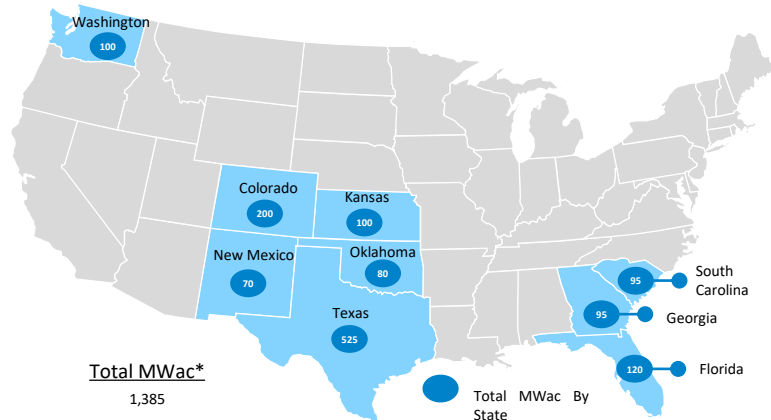 Washington
100
Colorado
200
Kansas
100
New Mexico
70
Oklahoma
80
Texas
525
95
South
Carolina
95
Georgia
120
Florida
Total MWac*
1,385
Total MWac By
State